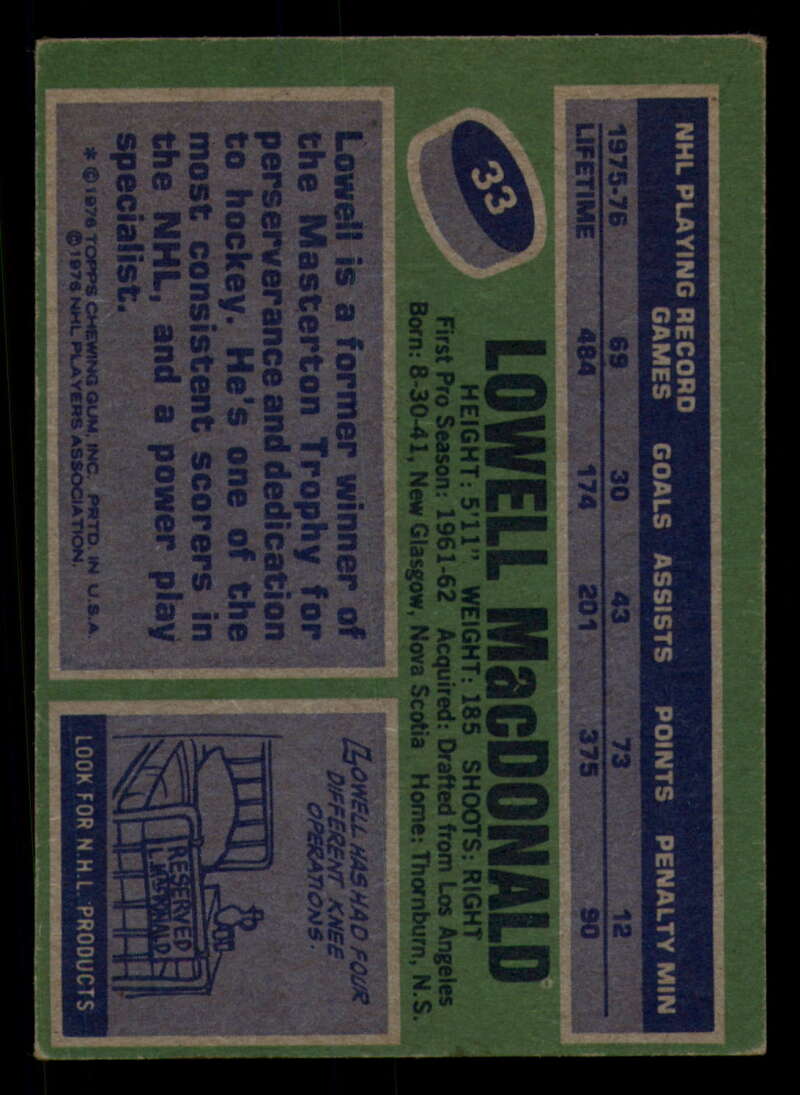 NHL PLAYING RECORD
GAMES GOALS ASSISTS POINTS PENALTY MIN
1975-76 69 30 43 73 12
LIFETIME 484 174 201 375 90
33
LOWELL MacDONALD
HEIGHT: 5'11" WEIGHT: 185 SHOOTS: RIGHT
First Pro Season: 1961-62 Acquired: Drafted from Los Angeles
Born: 8-30-41, New Glasgow, Nova Scotia Home: Thornburn, N.S.
Lowell is a former winner of
the Masterton Trophy for
perserverance and dedication
to hockey. He's one of the
most consistent scorers in
the NHL, and a power play
specialist.
* © 1976 TOPPS CHEWING GUM, INC. PRTD. IN U.S.A.
© 1976 NHL PLAYERS ASSOCIATION.
LOWELL HAS HAD FOUR
DIFFERENT KNEE
OPERATIONS.
RESERVED
L. MACDONALD
LOOK FOR N.H.L. PRODUCTS